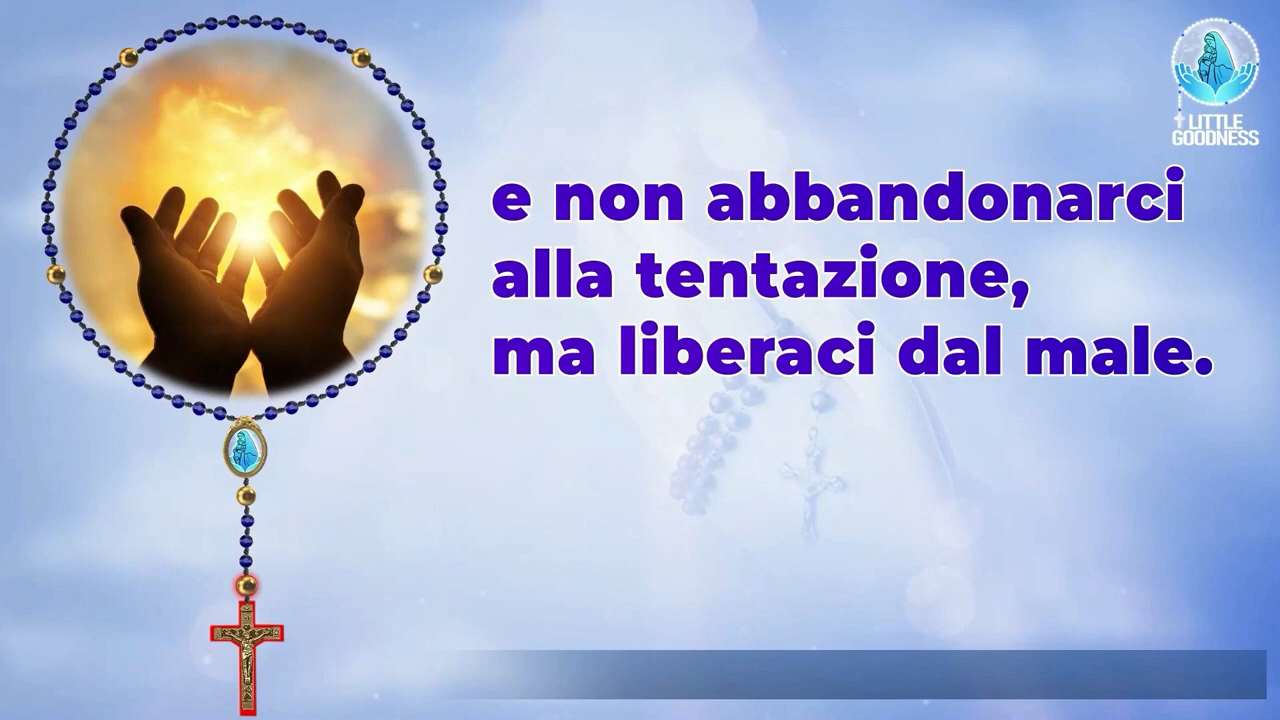 LITTLE
GOODNESS
e non abbandonarci
alla tentazione,
ma liberaci dal male.